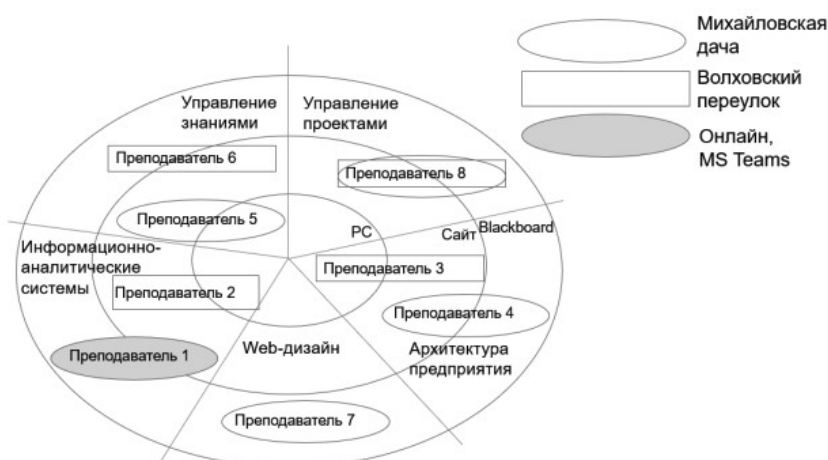 Михайловская
дача
Волховский
переулок
Онлайн,
MS Teams
Управление
знаниями
Управление
проектами
Преподаватель 6
Преподаватель 8
Преподаватель 5
РС
Сайт
Blackboard
Информационно-
аналитические
системы
Преподаватель 3
Преподаватель 2
Преподаватель 4
Web-дизайн
Архитектура
предприятия
Преподаватель 1
Преподаватель 7